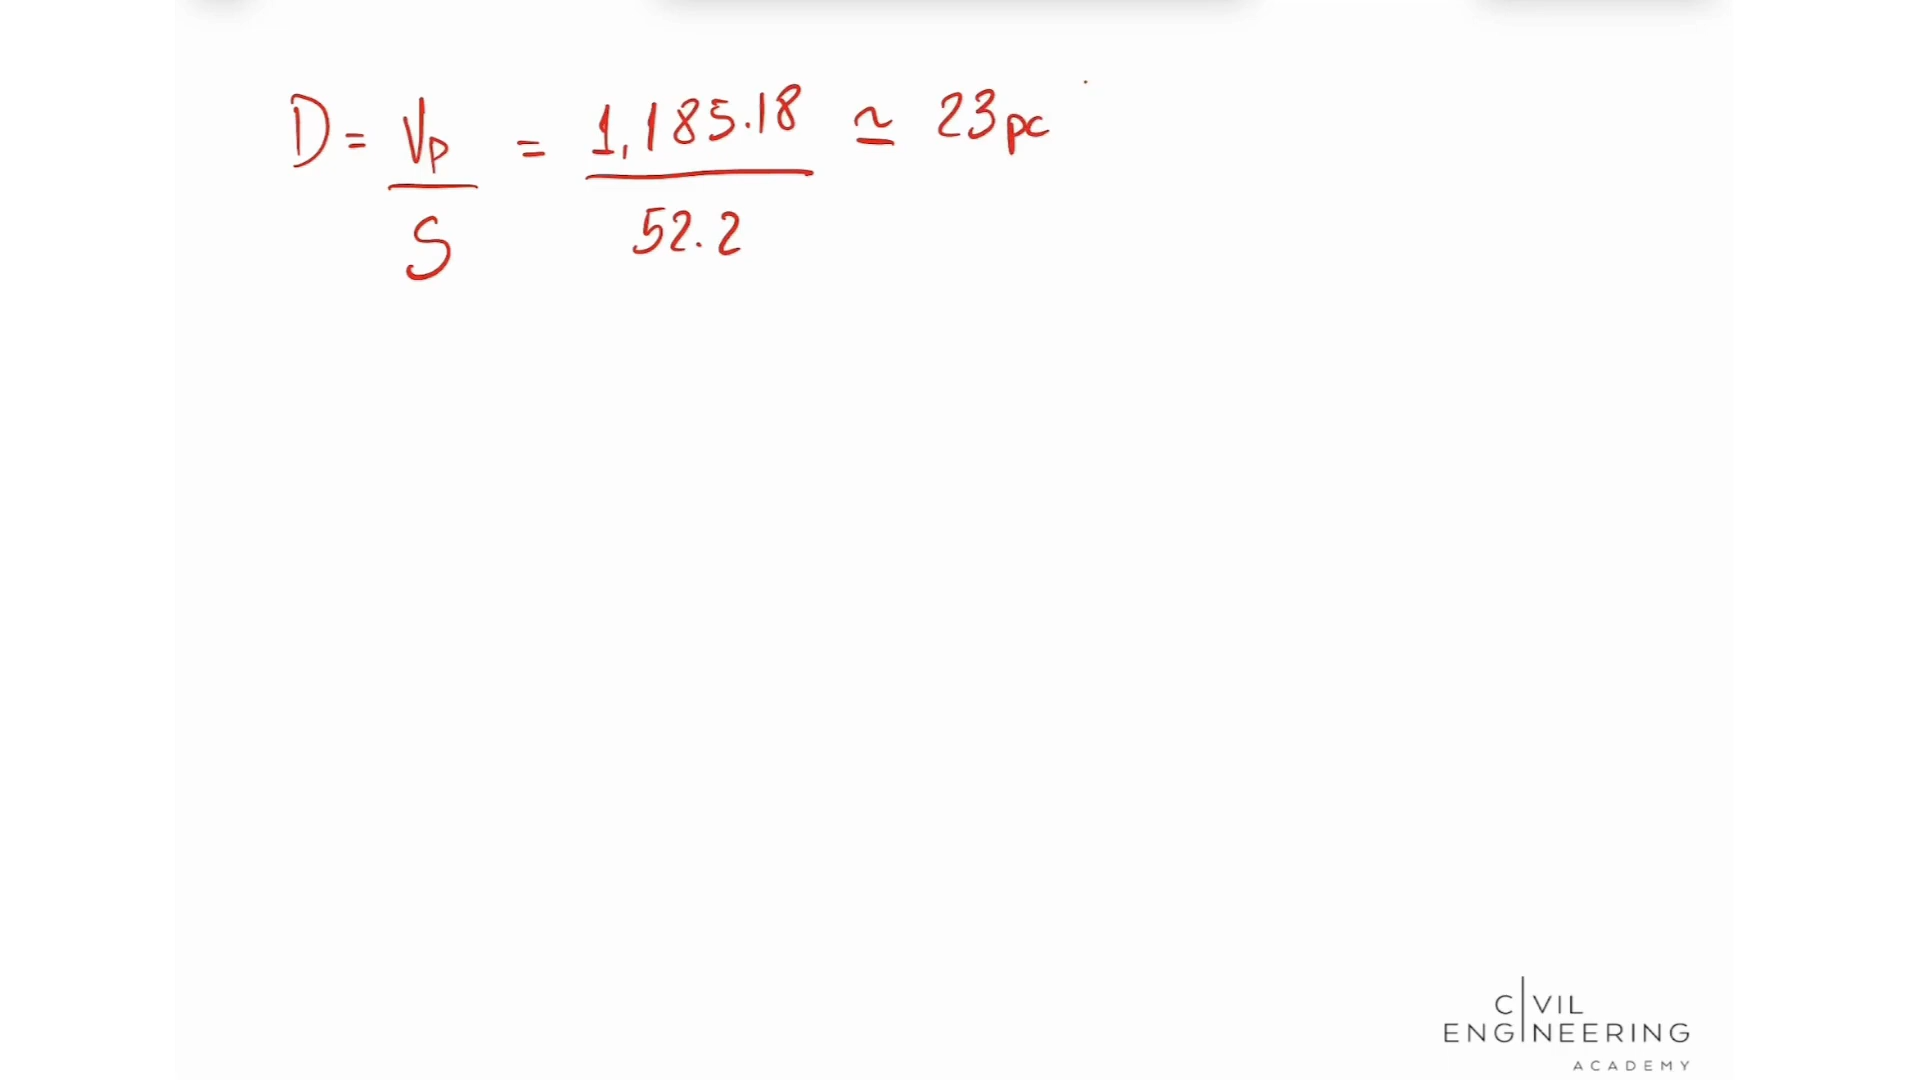 D = Vp / S = 1,185.18 / 52.2 ≃ 23pc
CIVIL
ENGINEERING
ACADEMY